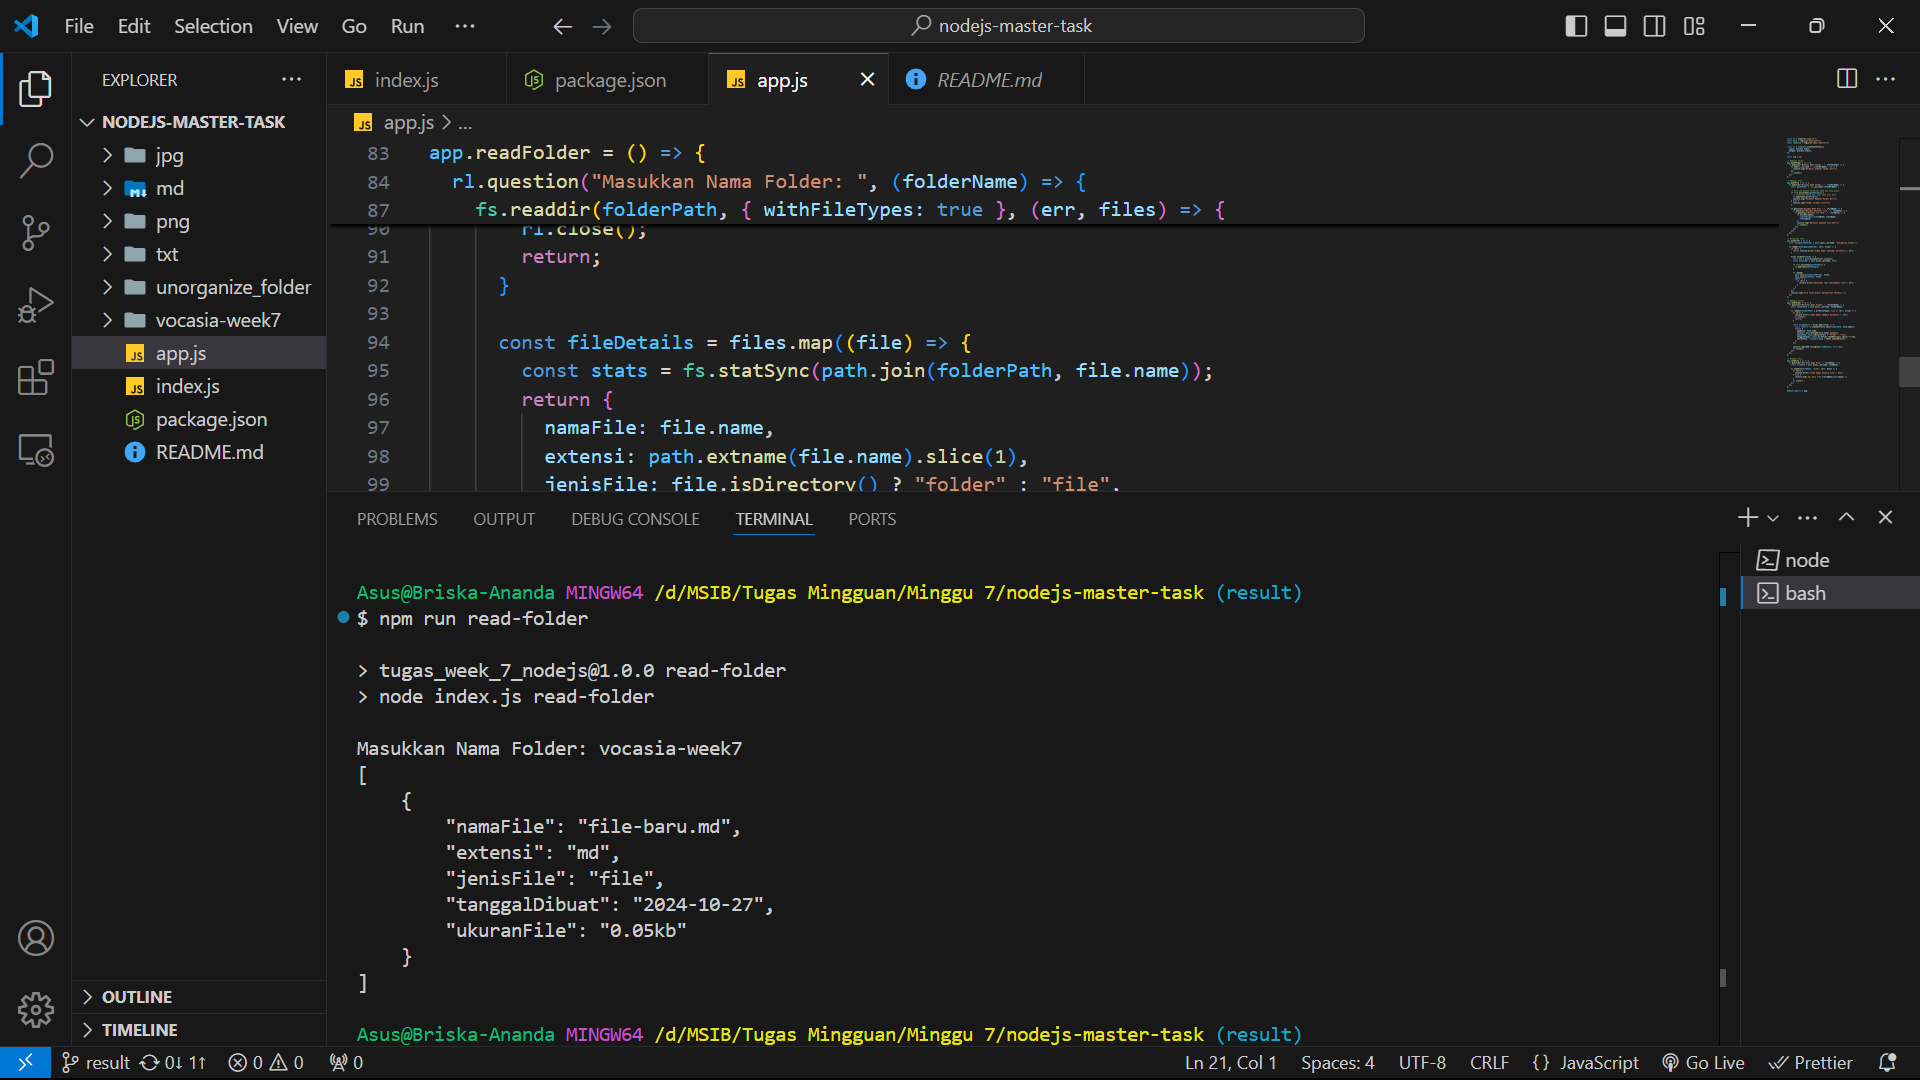 File Edit Selection View Go Run ··· nodejs-master-task
EXPLORER
NODEJS-MASTER-TASK
jpg
md
png
txt
unorganize_folder
vocasia-week7
app.js
index.js
package.json
README.md
OUTLINE
TIMELINE
index.js package.json app.js README.md
app.js > ...
83 app.readFolder = () => {
84 rl.question("Masukkan Nama Folder: ", (folderName) => {
87 fs.readdir(folderPath, { withFileTypes: true }, (err, files) => {
90 rl.close();
91 return;
92 }
93
94 const fileDetails = files.map((file) => {
95 const stats = fs.statSync(path.join(folderPath, file.name));
96 return {
97 namaFile: file.name,
98 extensi: path.extname(file.name).slice(1),
99 jenisFile: file.isDirectory() ? "folder" : "file",
PROBLEMS OUTPUT DEBUG CONSOLE TERMINAL PORTS
node
bash
Asus@Briska-Ananda MINGW64 /d/MSIB/Tugas Mingguan/Minggu 7/nodejs-master-task (result)
$ npm run read-folder
> tugas_week_7_nodejs@1.0.0 read-folder
> node index.js read-folder
Masukkan Nama Folder: vocasia-week7
[
{
"namaFile": "file-baru.md",
"extensi": "md",
"jenisFile": "file",
"tanggalDibuat": "2024-10-27",
"ukuranFile": "0.05kb"
}
]
Asus@Briska-Ananda MINGW64 /d/MSIB/Tugas Mingguan/Minggu 7/nodejs-master-task (result)
result 0↓ 1↑ 0 0 0 Ln 21, Col 1 Spaces: 4 UTF-8 CRLF {} JavaScript Go Live Prettier